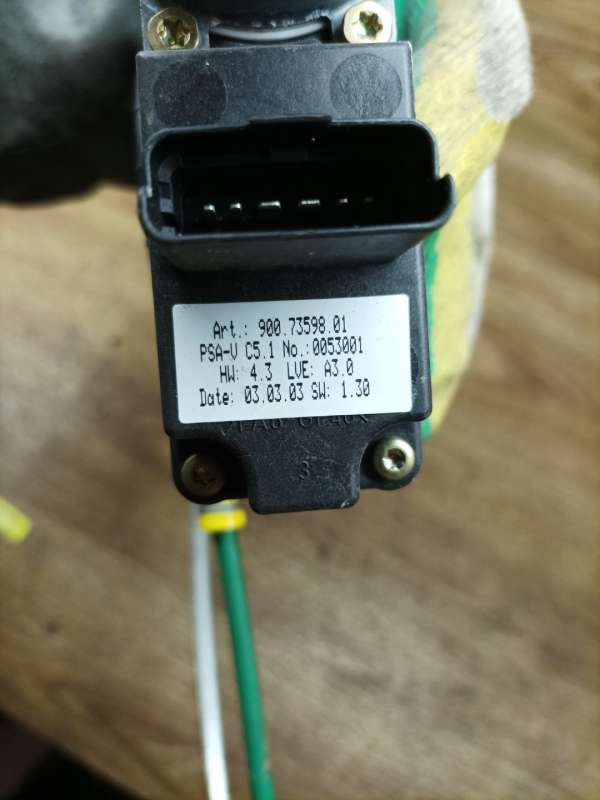 Art.: 900.73598.01
PSA-V C5.1 No.:0053001
HW: 4.3 LVE: A3.0
Date: 03.03.03 SW: 1.30
3